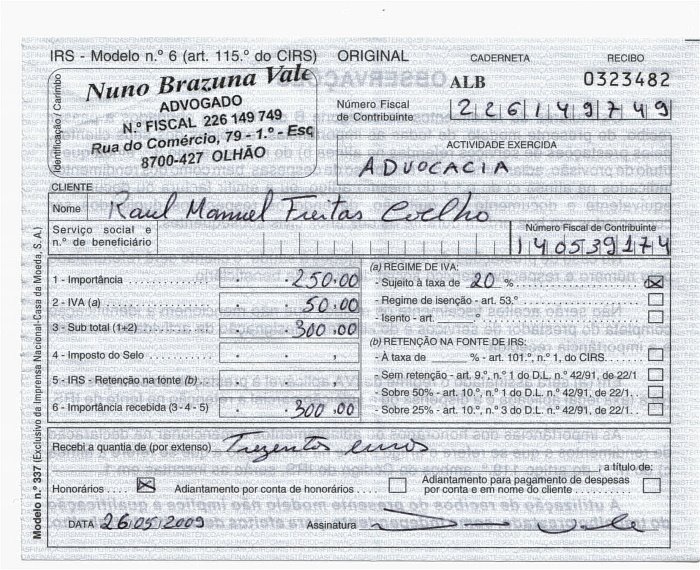 IRS - Modelo n.º 6 (art. 115.º do CIRS) ORIGINAL CADERNETA RECIBO
Identificação / Carimbo
Nuno Brazuna Vale
ADVOGADO
N.º FISCAL 226 149 749
Rua do Comércio, 79 - 1.º - Esq
8700-427 OLHÃO
ALB 0323482
Número Fiscal
de Contribuinte 226149749
ACTIVIDADE EXERCIDA
ADVOCACIA
CLIENTE
Nome Raul Manuel Freitas Coelho
Serviço social e
n.º de beneficiário
Número Fiscal de Contribuinte
140539174
1 - Importância 250.00
2 - IVA (a) 50.00
3 - Sub total (1+2) 300.00
4 - Imposto do Selo
5 - IRS - Retenção na fonte (b)
6 - Importância recebida (3 - 4 - 5) 300.00
(a) REGIME DE IVA:
- Sujeito à taxa de 20 %
- Regime de isenção - art. 53.º
- Isento - art. º
(b) RETENÇÃO NA FONTE DE IRS:
- À taxa de % - art. 101.º, n.º 1, do CIRS.
- Sem retenção - art. 9.º, n.º 1 do D.L. n.º 42/91, de 22/1
- Sobre 50% - art. 10.º, n.º 1 do D.L. n.º 42/91, de 22/1.
- Sobre 25% - art. 10.º, n.º 3 do D.L. n.º 42/91, de 22/1.
Recebi a quantia de (por extenso) Trezentos euros
, a título de:
Honorários Adiantamento por conta de honorários Adiantamento para pagamento de despesas
por conta e em nome do cliente
DATA 26/05/2009 Assinatura
Modelo n.º 337 (Exclusivo da Imprensa Nacional-Casa da Moeda, S. A.)